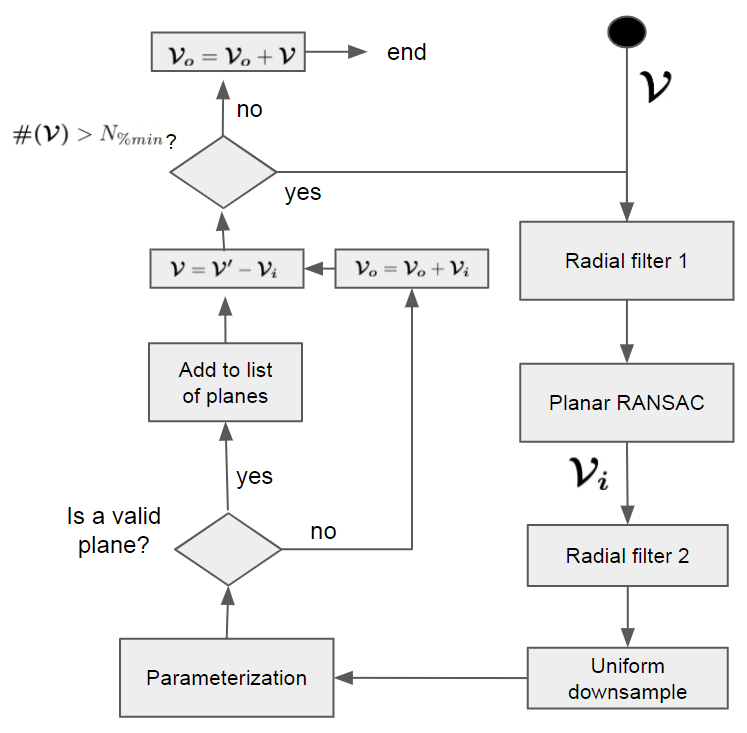 𝒱ₒ = 𝒱ₒ + 𝒱
end
𝒱
no
#(𝒱) > N%min?
yes
Radial filter 1
𝒱 = 𝒱′ − 𝒱ᵢ
𝒱ₒ = 𝒱ₒ + 𝒱ᵢ
Add to list
of planes
Planar RANSAC
𝒱ᵢ
yes
Is a valid
plane?
no
Radial filter 2
Parameterization
Uniform
downsample